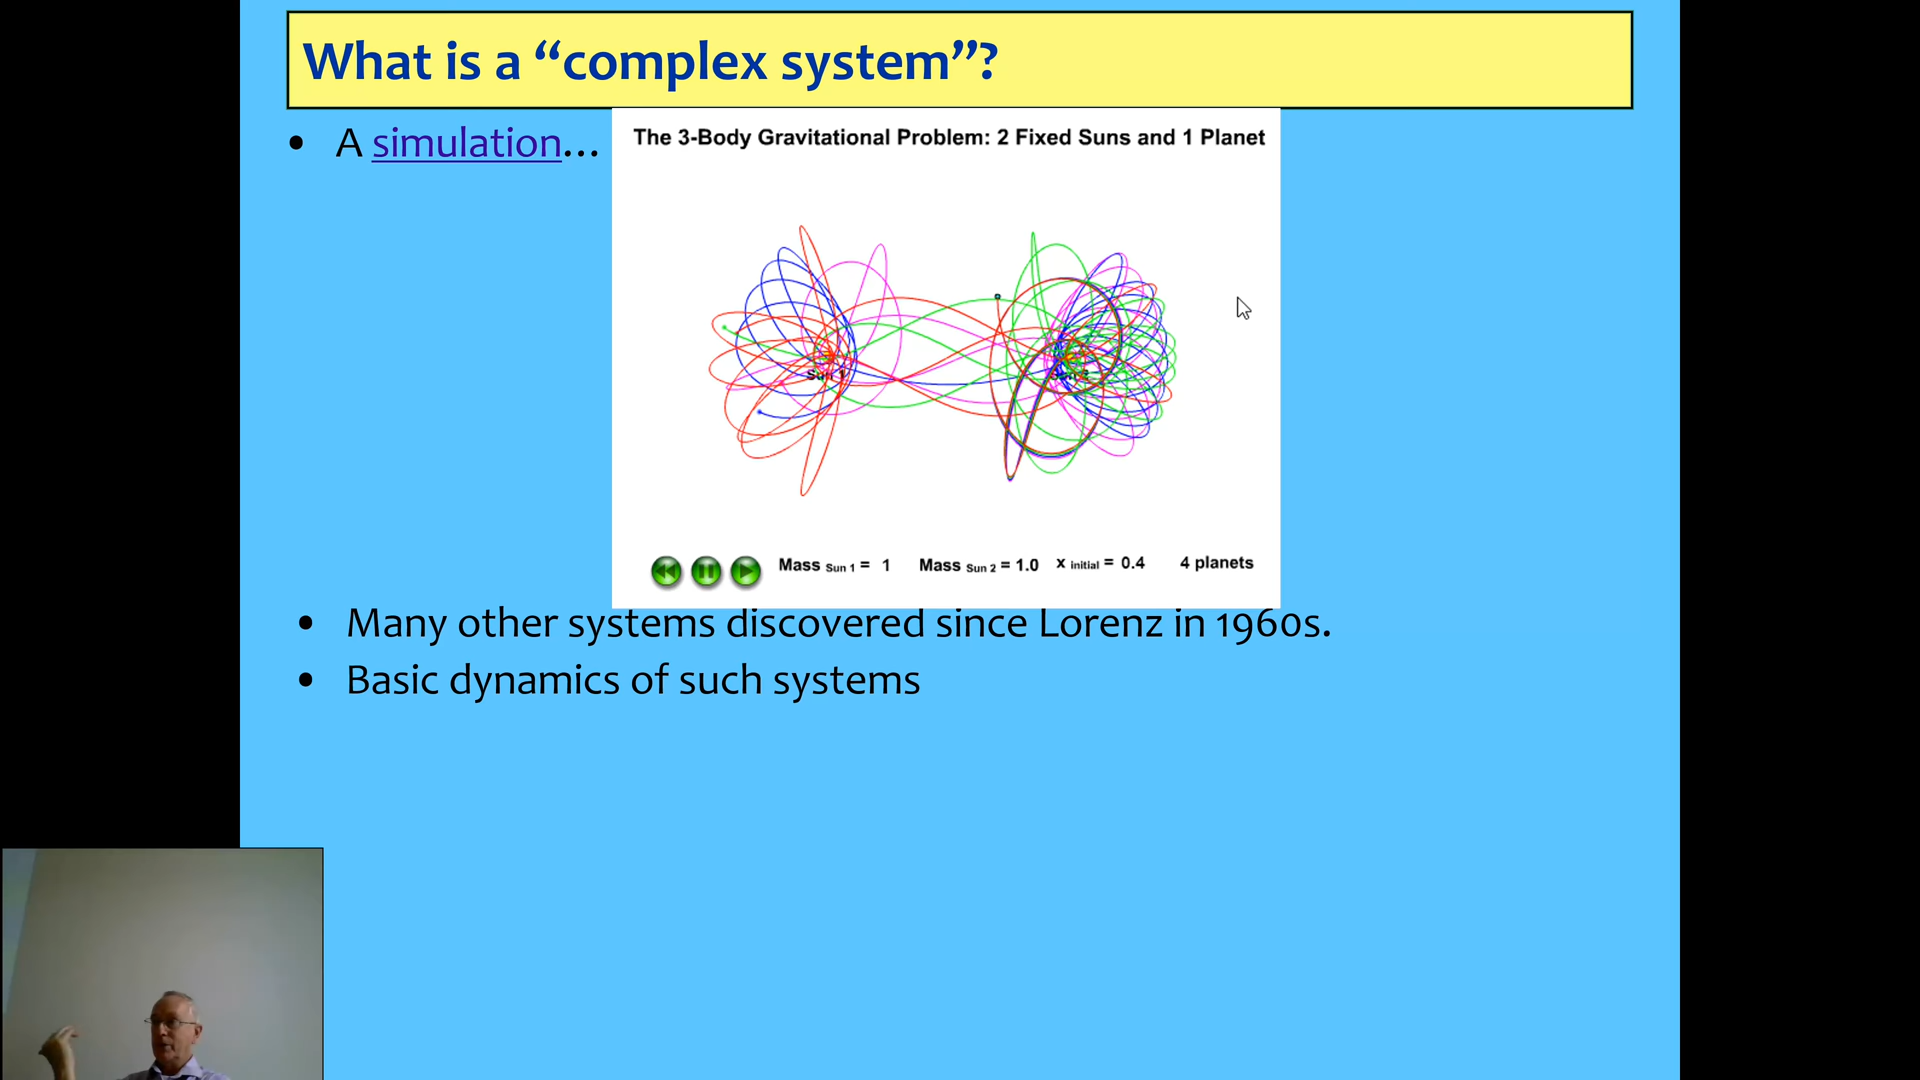 What is a “complex system”?
• A simulation...
The 3-Body Gravitational Problem: 2 Fixed Suns and 1 Planet
Sun 1
Mass Sun 1 = 1 Mass Sun 2 = 1.0 x initial = 0.4 4 planets
• Many other systems discovered since Lorenz in 1960s.
• Basic dynamics of such systems